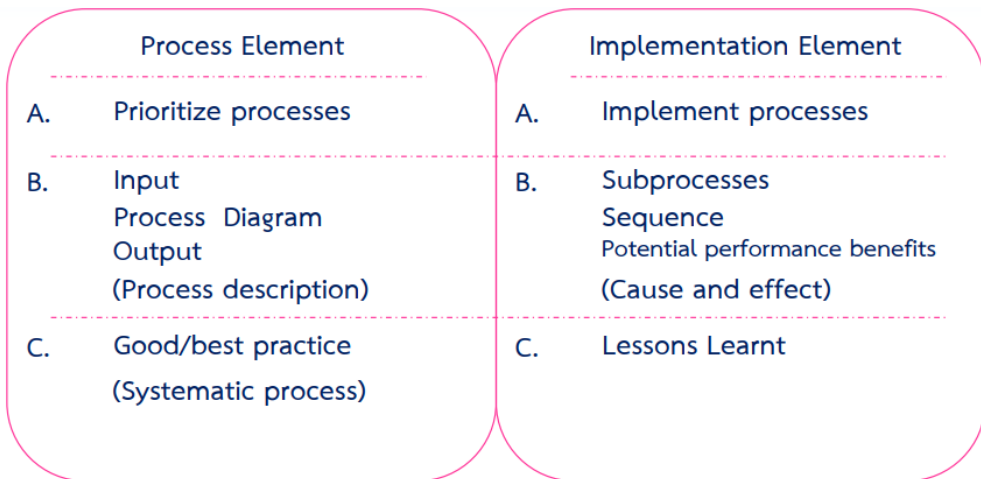 Process Element
A. Prioritize processes
B. Input
Process Diagram
Output
(Process description)
C. Good/best practice
(Systematic process)
Implementation Element
A. Implement processes
B. Subprocesses
Sequence
Potential performance benefits
(Cause and effect)
C. Lessons Learnt